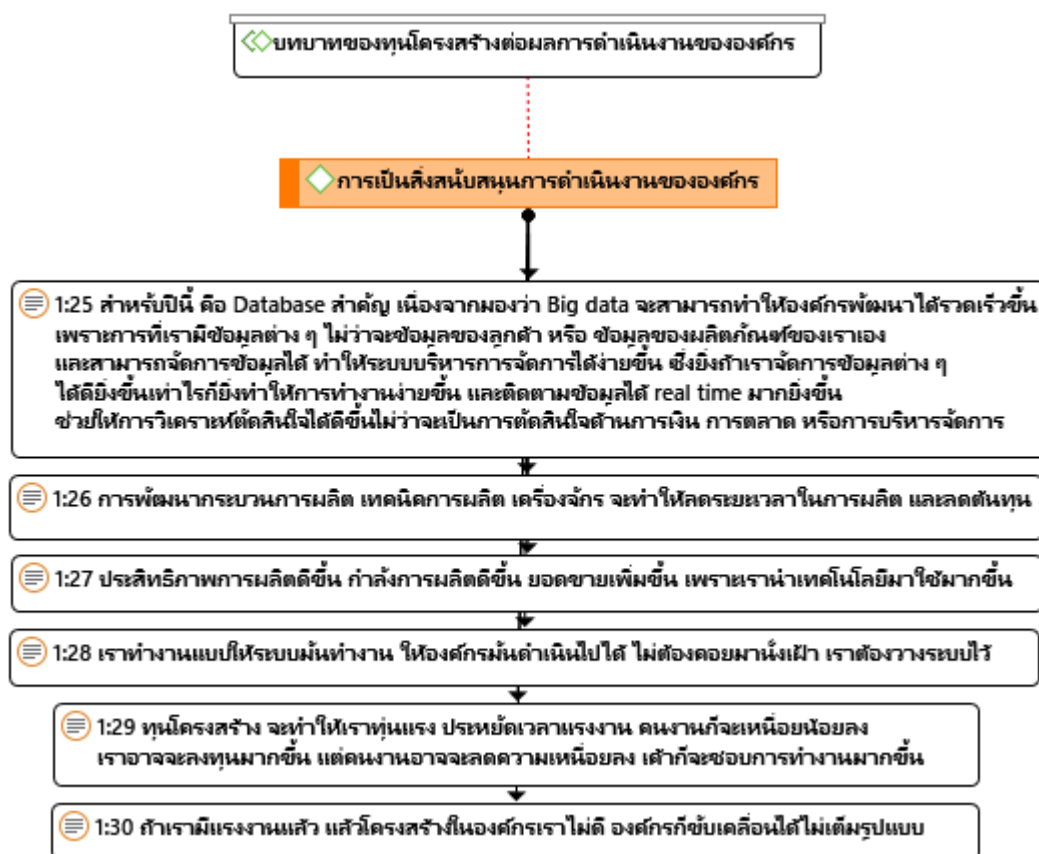 บทบาทของทุนโครงสร้างต่อผลการดำเนินงานขององค์กร
การเป็นสิ่งสนับสนุนการดำเนินงานขององค์กร
1:25 สำหรับปีนี้ คือ Database สำคัญ เนื่องจากมองว่า Big data จะสามารถทำให้องค์กรพัฒนาได้รวดเร็วขึ้น
เพราะการที่เรามีข้อมูลต่าง ๆ ไม่ว่าจะข้อมูลของลูกค้า หรือ ข้อมูลของผลิตภัณฑ์ของเราเอง
และสามารถจัดการข้อมูลได้ ทำให้ระบบบริหารการจัดการได้ง่ายขึ้น ซึ่งยิ่งถ้าเราจัดการข้อมูลต่าง ๆ
ได้ดียิ่งขึ้นเท่าไรก็ยิ่งทำให้การทำงานง่ายขึ้น และติดตามข้อมูลได้ real time มากยิ่งขึ้น
ช่วยให้การวิเคราะห์ตัดสินใจได้ดีขึ้นไม่ว่าจะเป็นการตัดสินใจด้านการเงิน การตลาด หรือการบริหารจัดการ
1:26 การพัฒนากระบวนการผลิต เทคนิคการผลิต เครื่องจักร จะทำให้ลดระยะเวลาในการผลิต และลดต้นทุน
1:27 ประสิทธิภาพการผลิตดีขึ้น กำลังการผลิตดีขึ้น ยอดขายเพิ่มขึ้น เพราะเรานำเทคโนโลยีมาใช้มากขึ้น
1:28 เราทำงานแบบให้ระบบมันทำงาน ให้องค์กรมันดำเนินไปได้ ไม่ต้องคอยมานั่งเฝ้า เราต้องวางระบบไว้
1:29 ทุนโครงสร้าง จะทำให้เราทุ่นแรง ประหยัดเวลาแรงงาน คนงานก็จะเหนื่อยน้อยลง
เราอาจจะลงทุนมากขึ้น แต่คนงานอาจจะลดความเหนื่อยลง เค้าก็จะชอบการทำงานมากขึ้น
1:30 ถ้าเรามีแรงงานแล้ว แล้วโครงสร้างในองค์กรเราไม่ดี องค์กรก็ขับเคลื่อนได้ไม่เต็มรูปแบบ